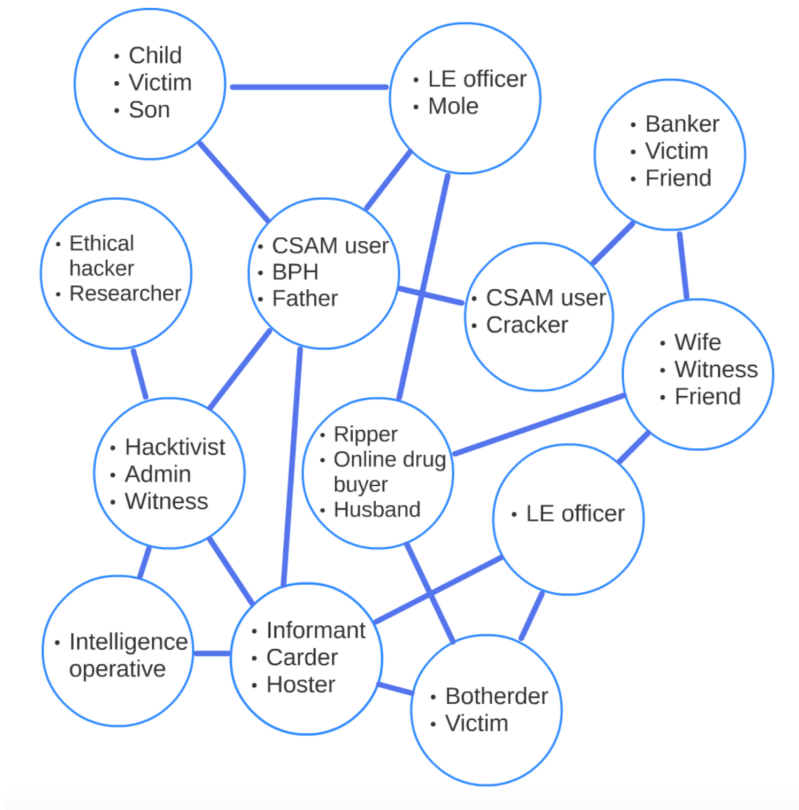 • Child
• Victim
• Son
• LE officer
• Mole
• Banker
• Victim
• Friend
• Ethical
hacker
• Researcher
• CSAM user
• BPH
• Father
• CSAM user
• Cracker
• Wife
• Witness
• Friend
• Hacktivist
• Admin
• Witness
• Ripper
• Online drug
buyer
• Husband
• LE officer
• Intelligence
operative
• Informant
• Carder
• Hoster
• Botherder
• Victim